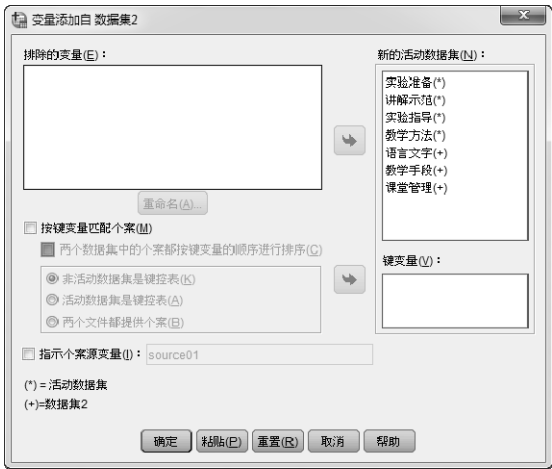 变量添加自 数据集2
排除的变量(E)：
新的活动数据集(N)：
实验准备(*)
讲解示范(*)
实验指导(*)
教学方法(*)
语言文字(+)
教学手段(+)
课堂管理(+)
重命名(A)...
按键变量匹配个案(M)
两个数据集中的个案都按键变量的顺序进行排序(C)
非活动数据集是键控表(K)
活动数据集是键控表(A)
两个文件都提供个案(B)
键变量(V)：
指示个案源变量(I)：source01
(*) = 活动数据集
(+)=数据集2
确定 粘贴(P) 重置(R) 取消 帮助